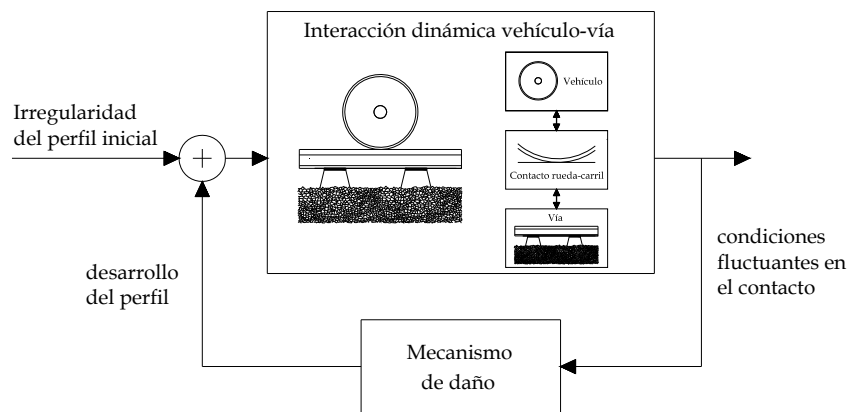 Interacción dinámica vehículo-vía
Vehículo
Irregularidad
del perfil inicial
+
Contacto rueda-carril
Vía
condiciones
fluctuantes en
el contacto
desarrollo
del perfil
Mecanismo
de daño